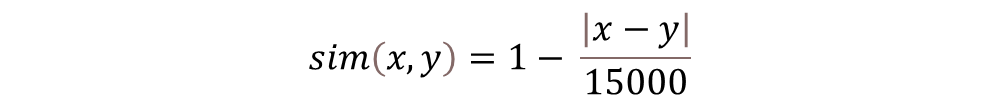 sim(x, y) = 1 − |x − y| / 15000